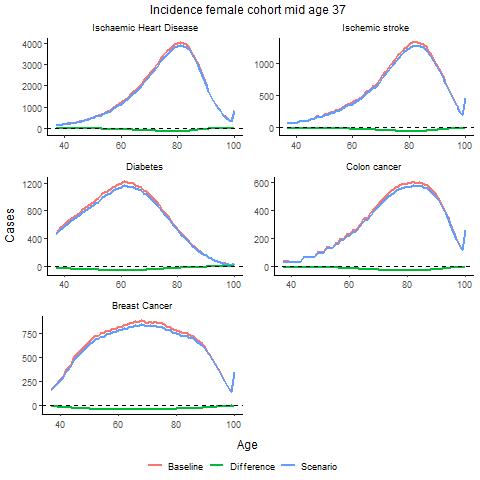 Incidence female cohort mid age 37
Ischaemic Heart Disease
4000
3000
2000
1000
0
40 60 80 100
Ischemic stroke
1000
500
0
40 60 80 100
Diabetes
1200
800
400
0
40 60 80 100
Colon cancer
600
400
200
0
40 60 80 100
Breast Cancer
750
500
250
0
40 60 80 100
Cases
Age
Baseline Difference Scenario